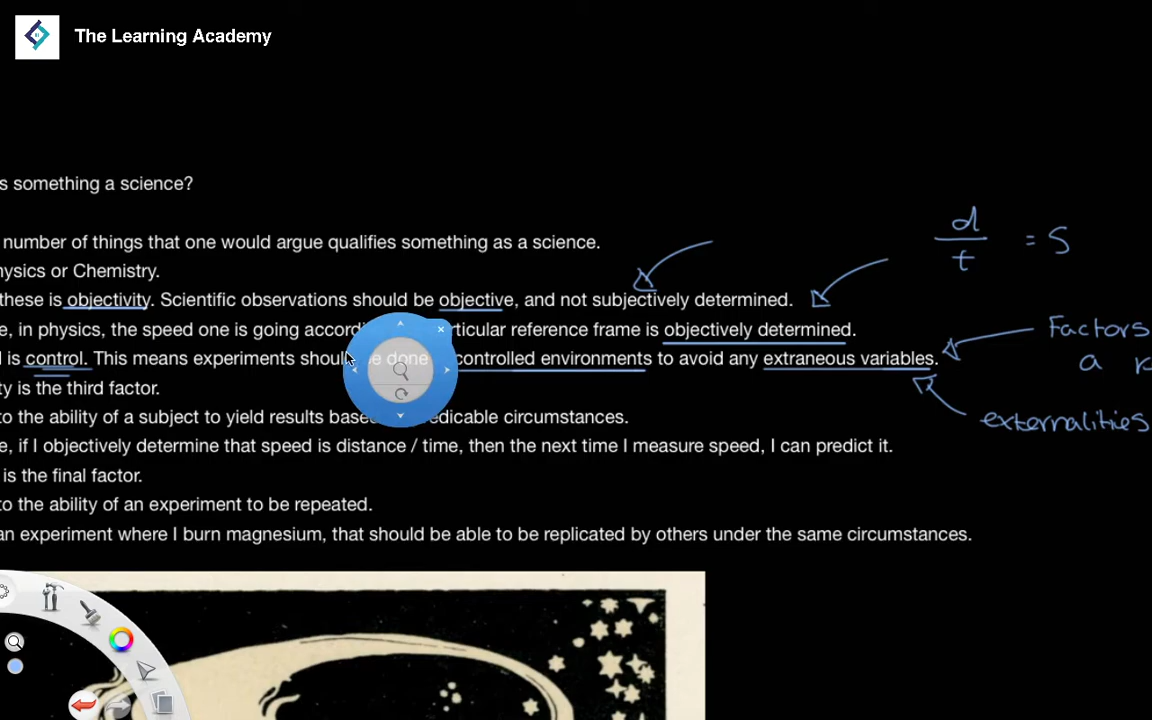 The Learning Academy
s something a science?
number of things that one would argue qualifies something as a science.
d
t
= S
hysics or Chemistry.
these is objectivity. Scientific observations should be objective, and not subjectively determined.
e, in physics, the speed one is going accordi rticular reference frame is objectively determined.
Factors
d is control. This means experiments should be done controlled environments to avoid any extraneous variables.
a
ty is the third factor.
to the ability of a subject to yield results base edicable circumstances.
externalities
e, if I objectively determine that speed is distance / time, then the next time I measure speed, I can predict it.
is the final factor.
to the ability of an experiment to be repeated.
an experiment where I burn magnesium, that should be able to be replicated by others under the same circumstances.